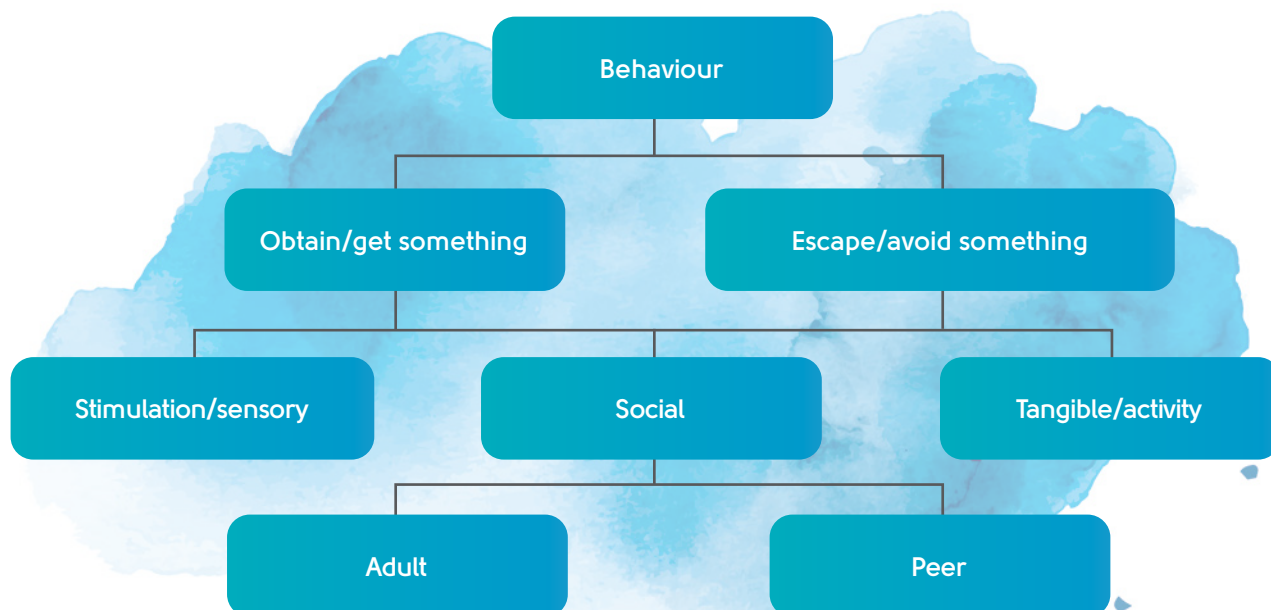 Behaviour
Obtain/get something
Escape/avoid something
Stimulation/sensory
Social
Tangible/activity
Adult
Peer